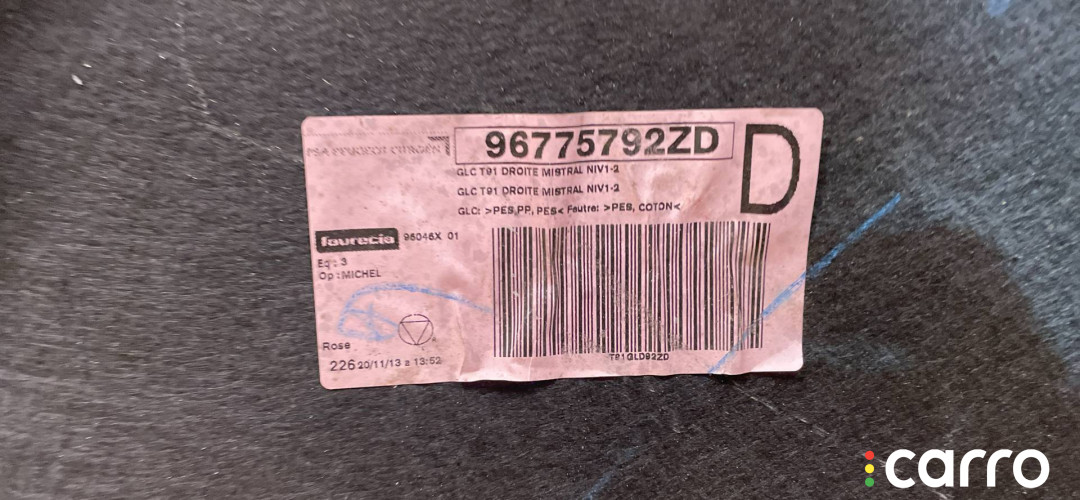 PSA PEUGEOT CITROËN
96775792ZD
D
GLC T91 DROITE MISTRAL NIV1-2
GLC T91 DROITE MISTRAL NIV1-2
GLC: >PES,PP, PES< Feutre: >PES, COTON<
faurecia 95046X 01
Eq : 3
Op : MICHEL
Rose
226 20/11/13 à 13:52
T91GLD92ZD
carro